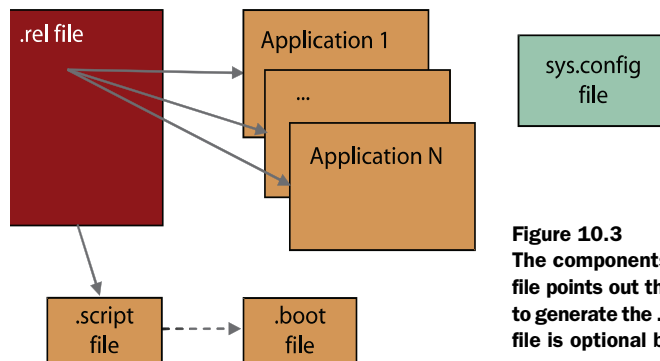 .rel file
Application 1
...
Application N
sys.config
file
.script
file
.boot
file
Figure 10.3
The components
file points out th
to generate the .
file is optional b